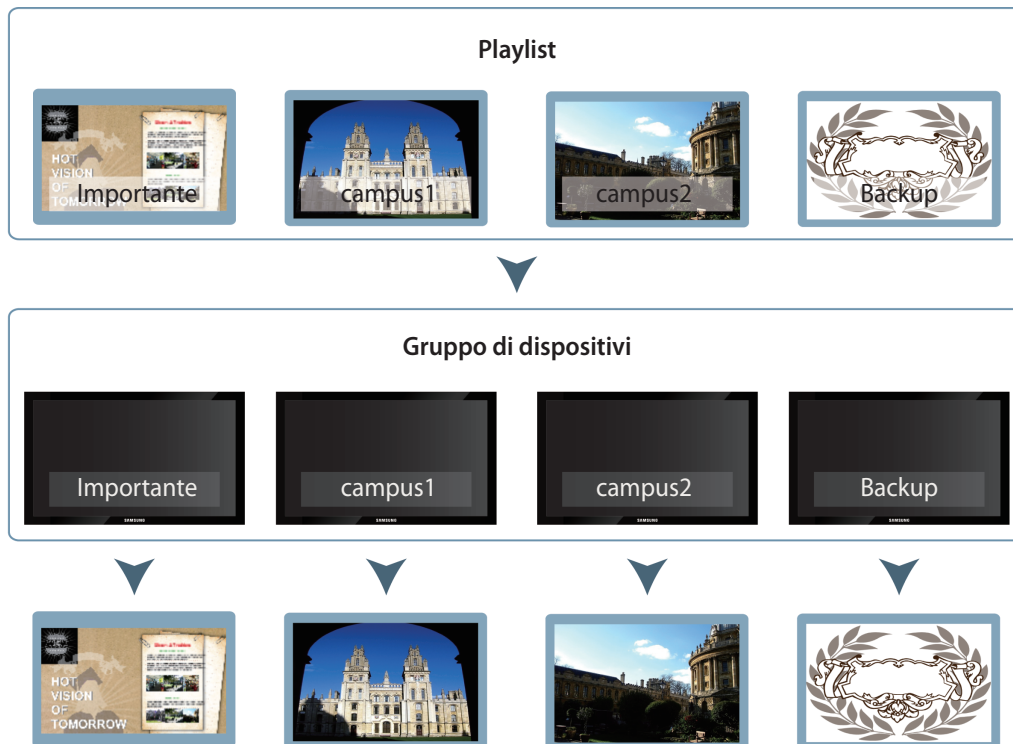 Playlist
HOT
VISION
OF
TOMORROW
Importante
campus1
campus2
Backup
Gruppo di dispositivi
Importante
campus1
campus2
Backup
SAMSUNG
SAMSUNG
SAMSUNG
SAMSUNG
HOT
VISION
OF
TOMORROW